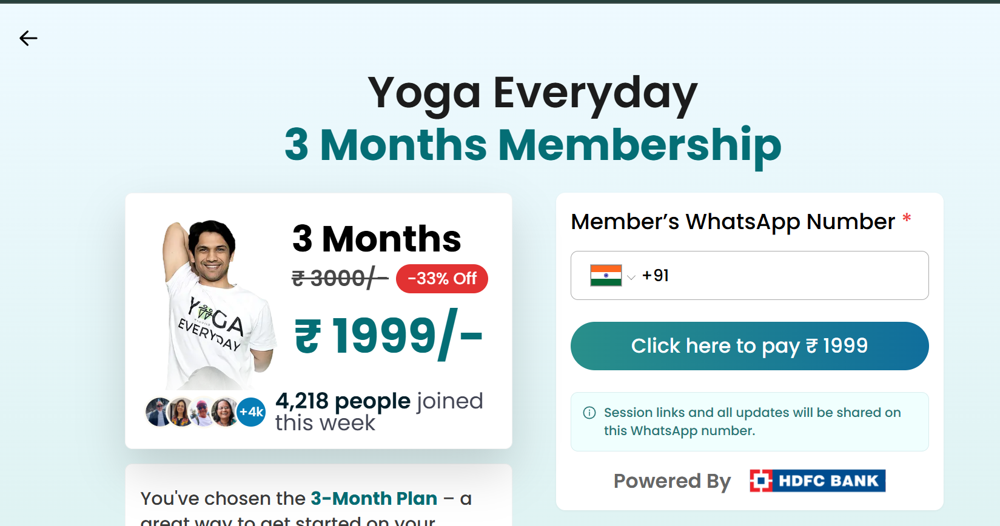 Yoga Everyday
3 Months Membership
3 Months
₹ 3000/-
-33% Off
₹ 1999/-
YOGA
EVERYDAY
+4k
4,218 people joined
this week
You've chosen the 3-Month Plan – a
great way to get started on your
Member’s WhatsApp Number *
+91
Click here to pay ₹ 1999
Session links and all updates will be shared on
this WhatsApp number.
Powered By HDFC BANK